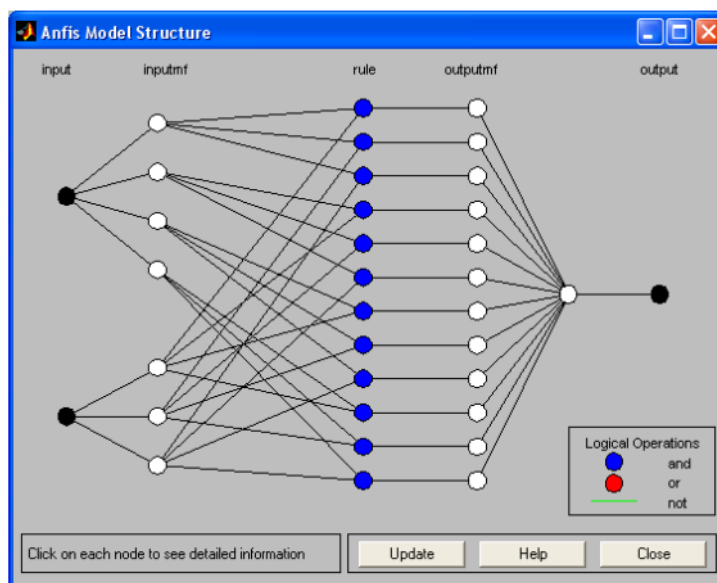 Anfis Model Structure
input inputmf rule outputmf output
Logical Operations
and
or
not
Click on each node to see detailed information
Update Help Close